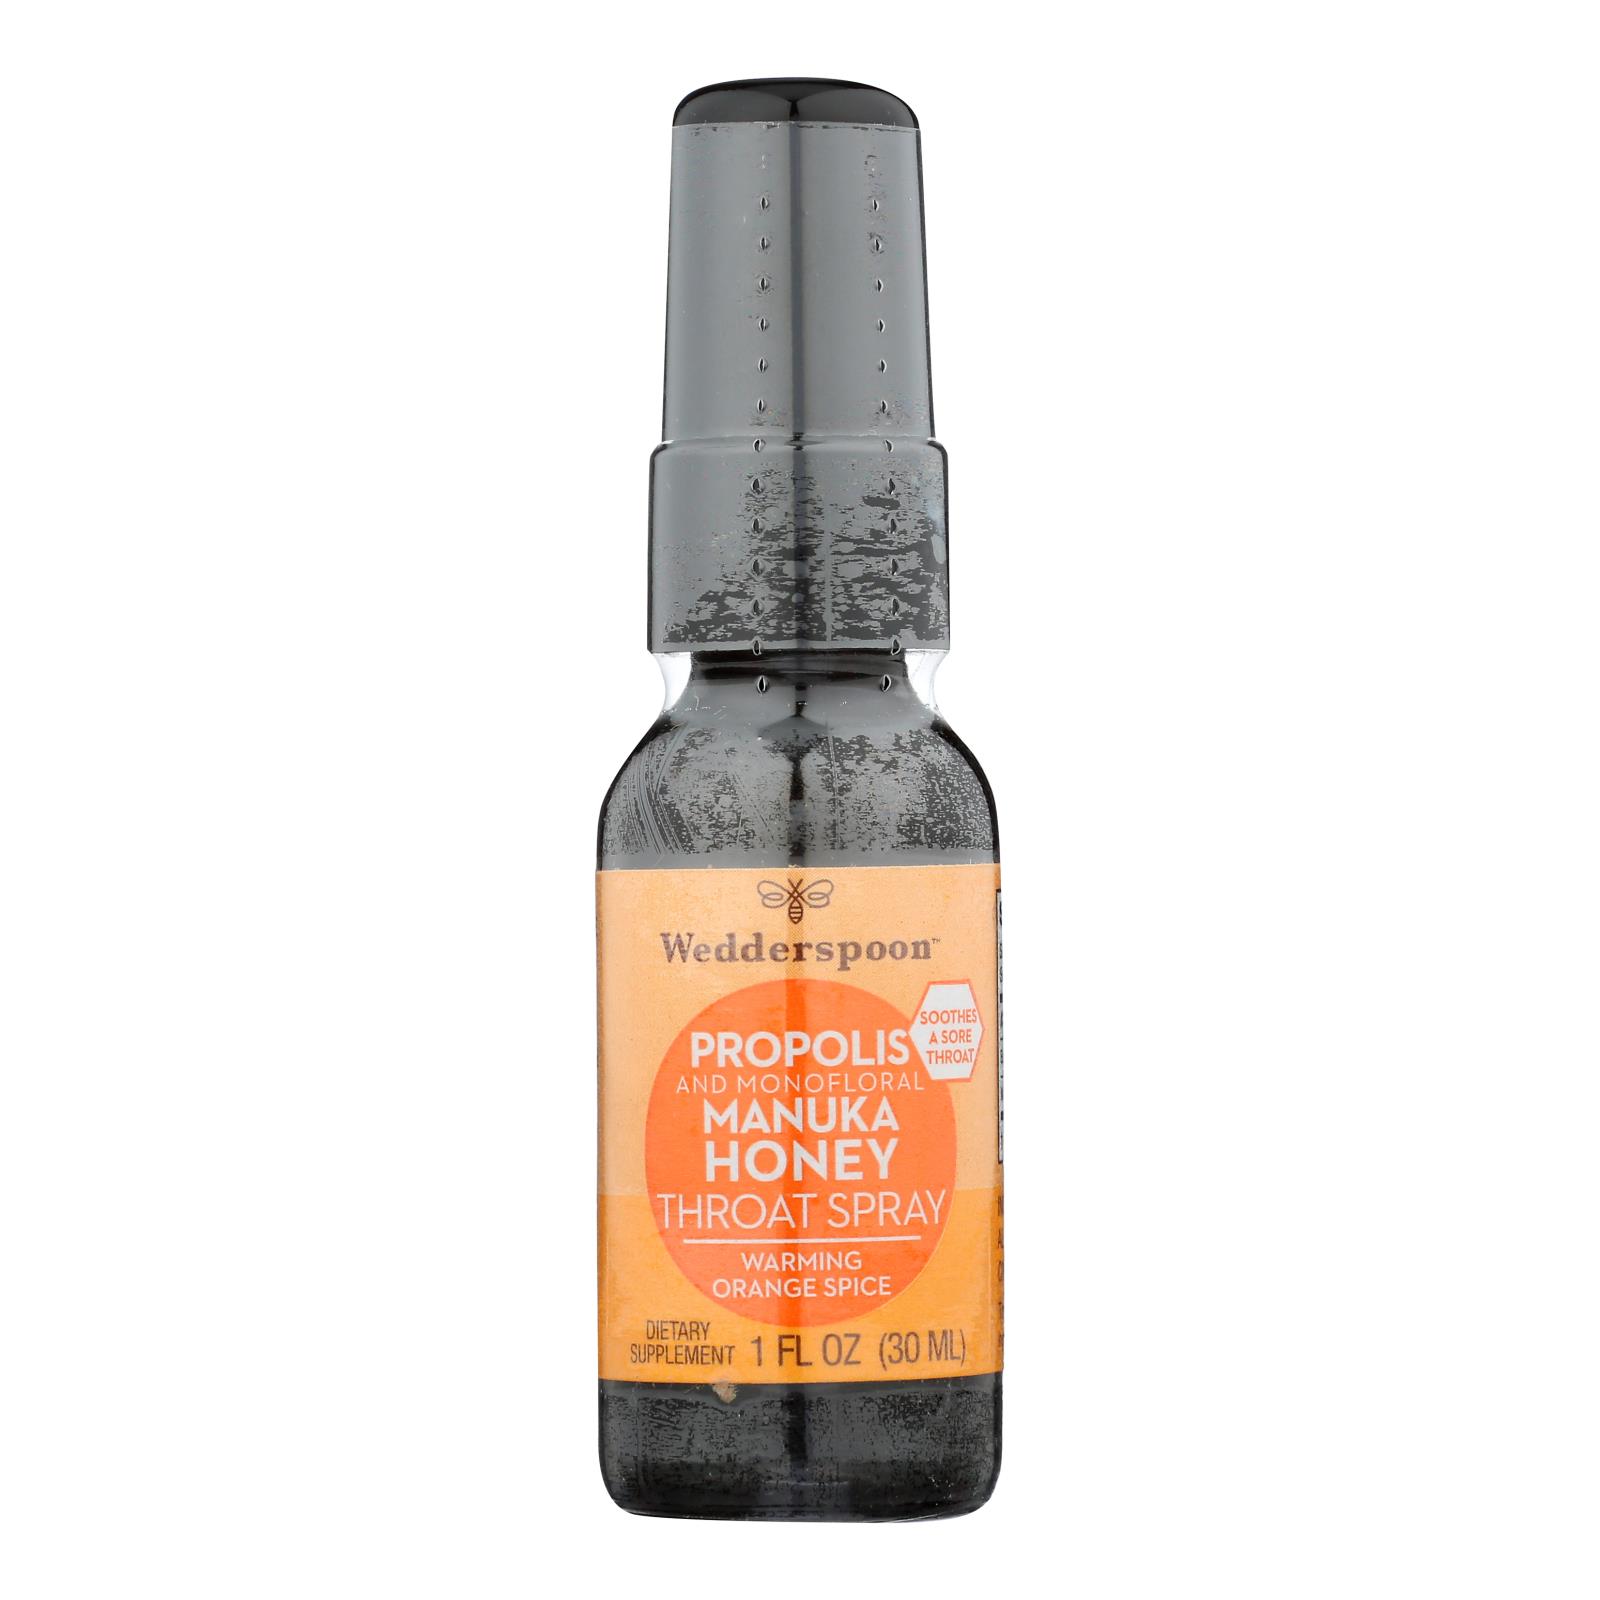 Wedderspoon™
SOOTHES
A SORE
THROAT
PROPOLIS
AND MONOFLORAL
MANUKA
HONEY
THROAT SPRAY
WARMING
ORANGE SPICE
DIETARY
SUPPLEMENT
1 FL OZ (30 ML)